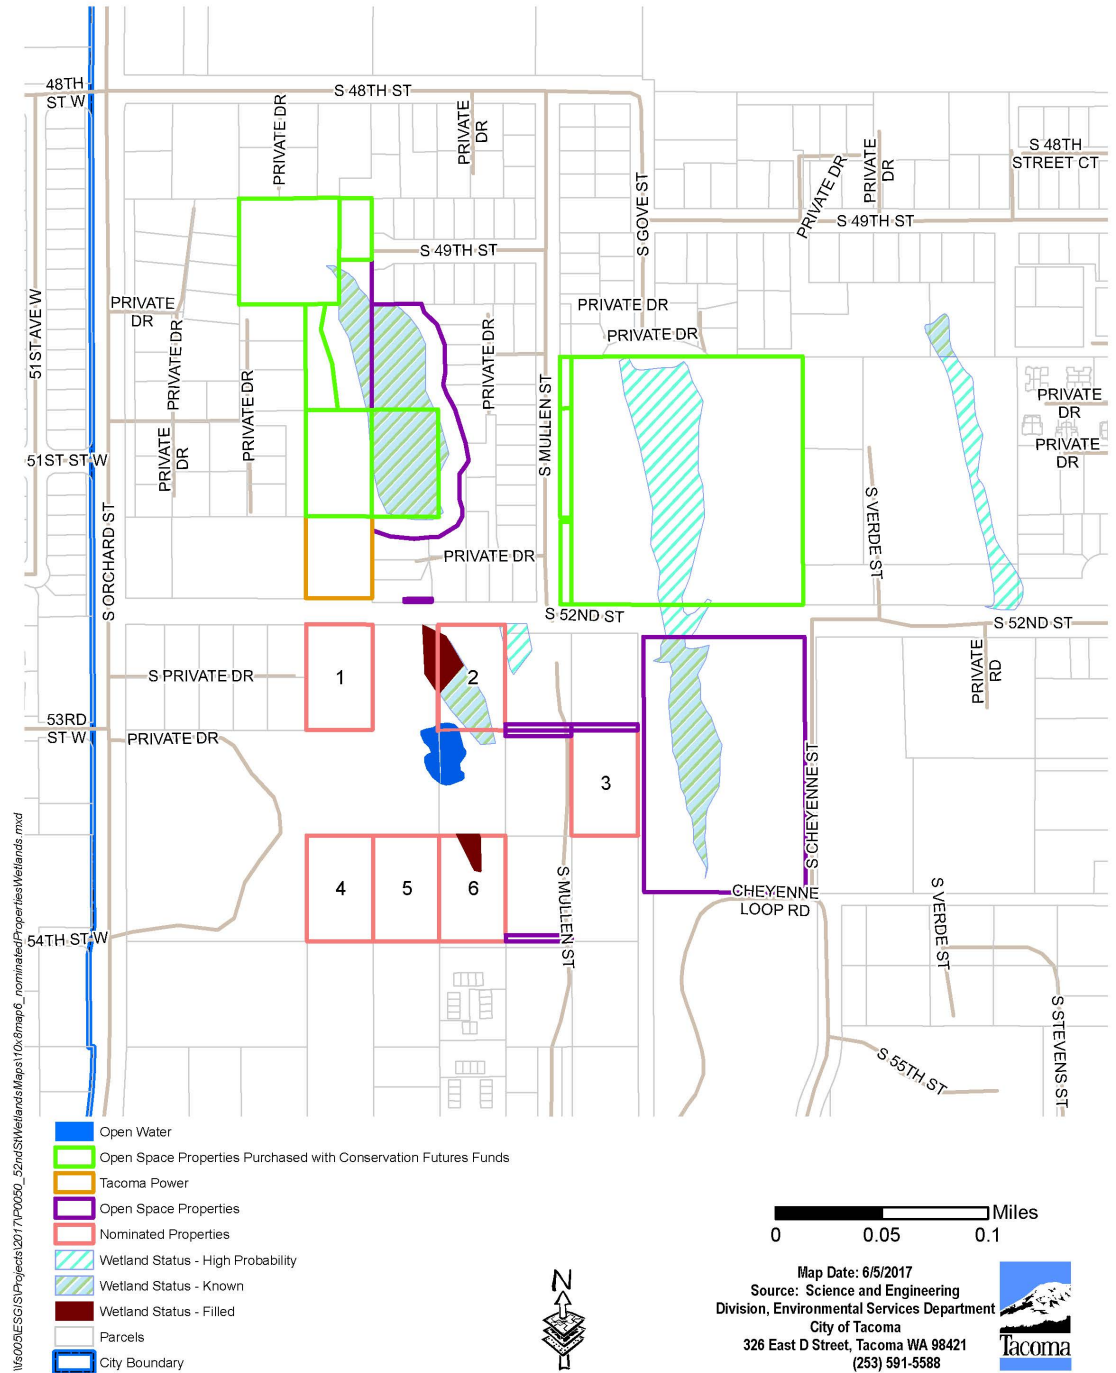 48TH
ST W
S 48TH ST
PRIVATE DR
PRIVATE
DR
S 48TH
STREET CT
PRIVATE DR
PRIVATE
DR
S GOVE ST
S 49TH ST
S 49TH ST
51ST AVE W
PRIVATE
DR
PRIVATE DR
PRIVATE DR
PRIVATE DR
PRIVATE DR
PRIVATE DR
PRIVATE DR
PRIVATE
DR
PRIVATE
DR
PRIVATE
DR
51ST ST W
S MULLEN ST
S ORCHARD ST
S VERDE ST
PRIVATE DR
S 52ND ST
S 52ND ST
S PRIVATE DR
1
2
PRIVATE
RD
53RD
ST W
PRIVATE DR
3
S CHEYENNE ST
4
5
6
S MULLEN ST
CHEYENNE
LOOP RD
S VERDE ST
54TH ST W
S STEVENS ST
S 55TH ST
\\fs005\ESGIS\Projects\2017\P0050_52ndStWetlandsMaps\10x8map6_nominatedPropertiesWetlands.mxd
Open Water
Open Space Properties Purchased with Conservation Futures Funds
Tacoma Power
Open Space Properties
Nominated Properties
Wetland Status - High Probability
Wetland Status - Known
Wetland Status - Filled
Parcels
City Boundary
N
Miles
0 0.05 0.1
Map Date: 6/5/2017
Source: Science and Engineering
Division, Environmental Services Department
City of Tacoma
326 East D Street, Tacoma WA 98421
(253) 591-5588
Tacoma